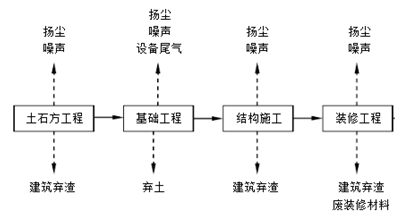 扬尘
噪声
扬尘
噪声
设备尾气
扬尘
噪声
扬尘
噪声
土石方工程
基础工程
结构施工
装修工程
建筑弃渣
弃土
建筑弃渣
建筑弃渣
废装修材料